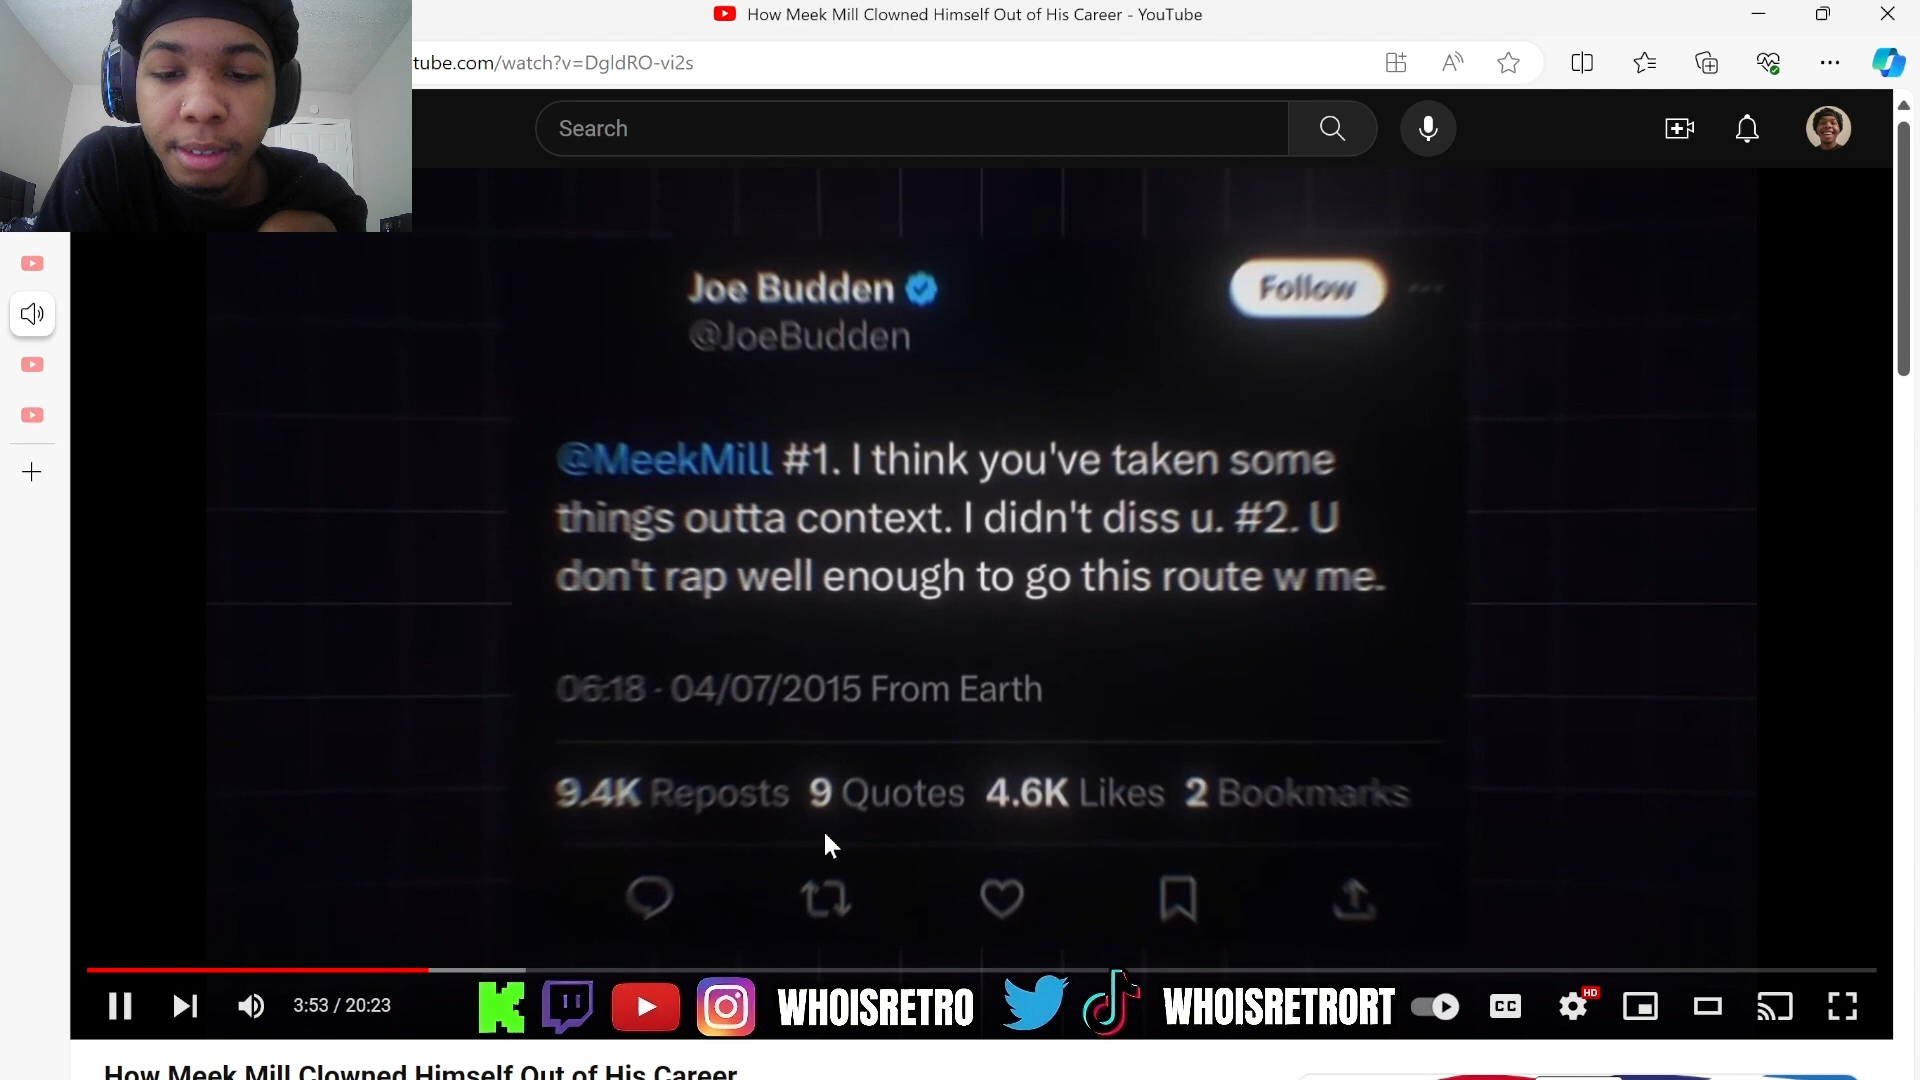 How Meek Mill Clowned Himself Out of His Career - YouTube
tube.com/watch?v=DgldRO-vi2s
Search
Joe Budden
Follow
@JoeBudden
@MeekMill #1. I think you've taken some
things outta context. I didn't diss u. #2. U
don't rap well enough to go this route w me.
06:18 - 04/07/2015 From Earth
9.4K Reposts 9 Quotes 4.6K Likes 2 Bookmarks
3:53 / 20:23
WHOISRETRO
WHOISRETRORT
CC
HD
How Meek Mill Clowned Himself Out of His Career